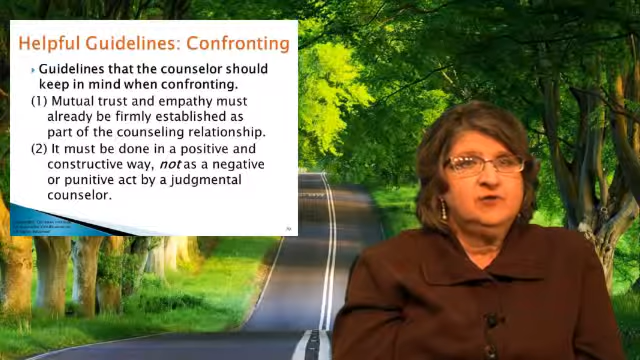 Helpful Guidelines: Confronting
Guidelines that the counselor should
keep in mind when confronting.
(1) Mutual trust and empathy must
already be firmly established as
part of the counseling relationship.
(2) It must be done in a positive and
constructive way, not as a negative
or punitive act by a judgmental
counselor.